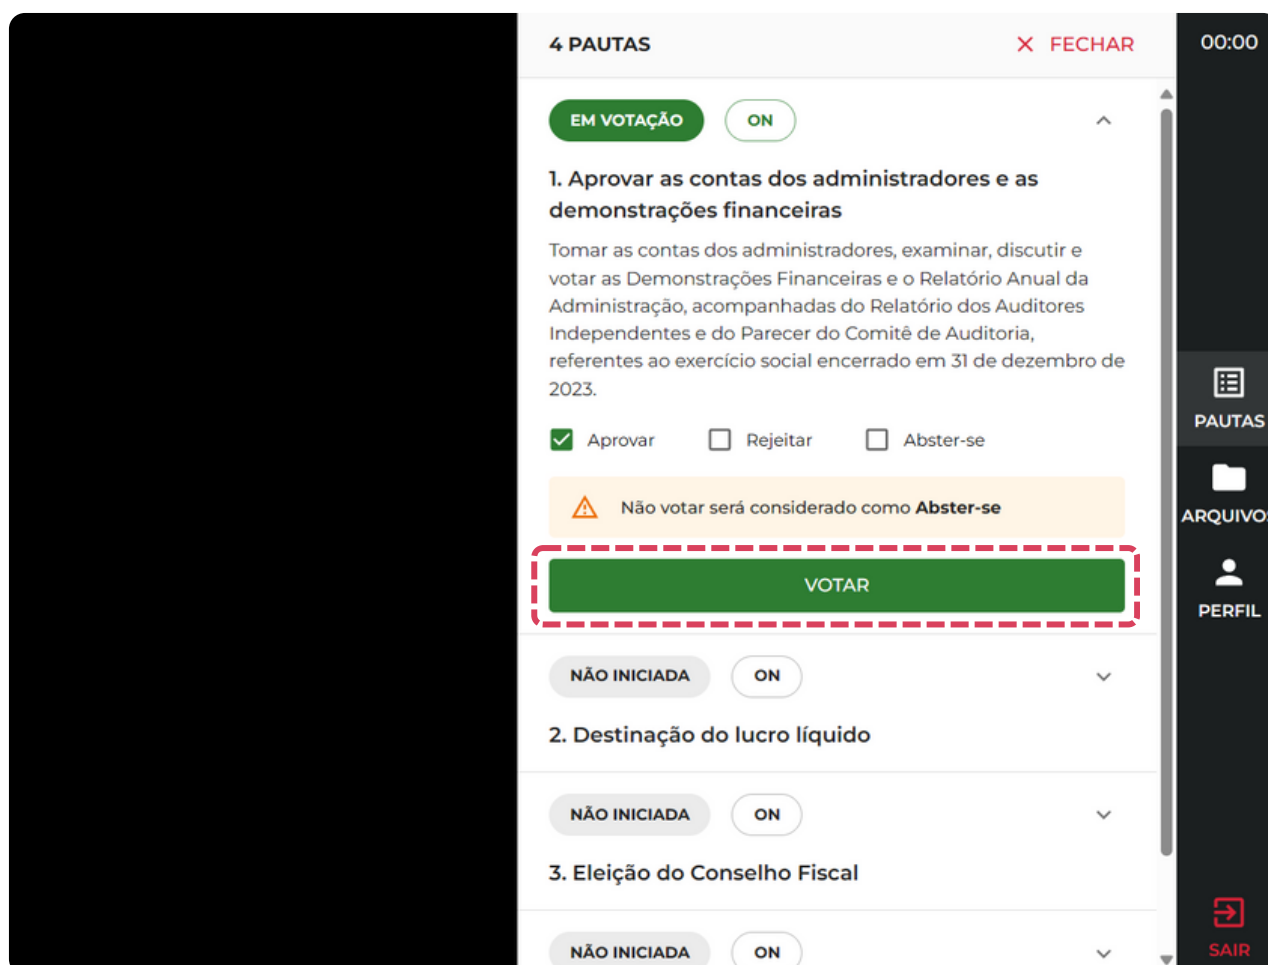 4 PAUTAS
FECHAR
00:00
EM VOTAÇÃO
ON
1. Aprovar as contas dos administradores e as
demonstrações financeiras
Tomar as contas dos administradores, examinar, discutir e
votar as Demonstrações Financeiras e o Relatório Anual da
Administração, acompanhadas do Relatório dos Auditores
Independentes e do Parecer do Comitê de Auditoria,
referentes ao exercício social encerrado em 31 de dezembro de
2023.
PAUTAS
Aprovar
Rejeitar
Abster-se
Não votar será considerado como Abster-se
ARQUIVOS
VOTAR
PERFIL
NÃO INICIADA
ON
2. Destinação do lucro líquido
NÃO INICIADA
ON
3. Eleição do Conselho Fiscal
NÃO INICIADA
ON
SAIR